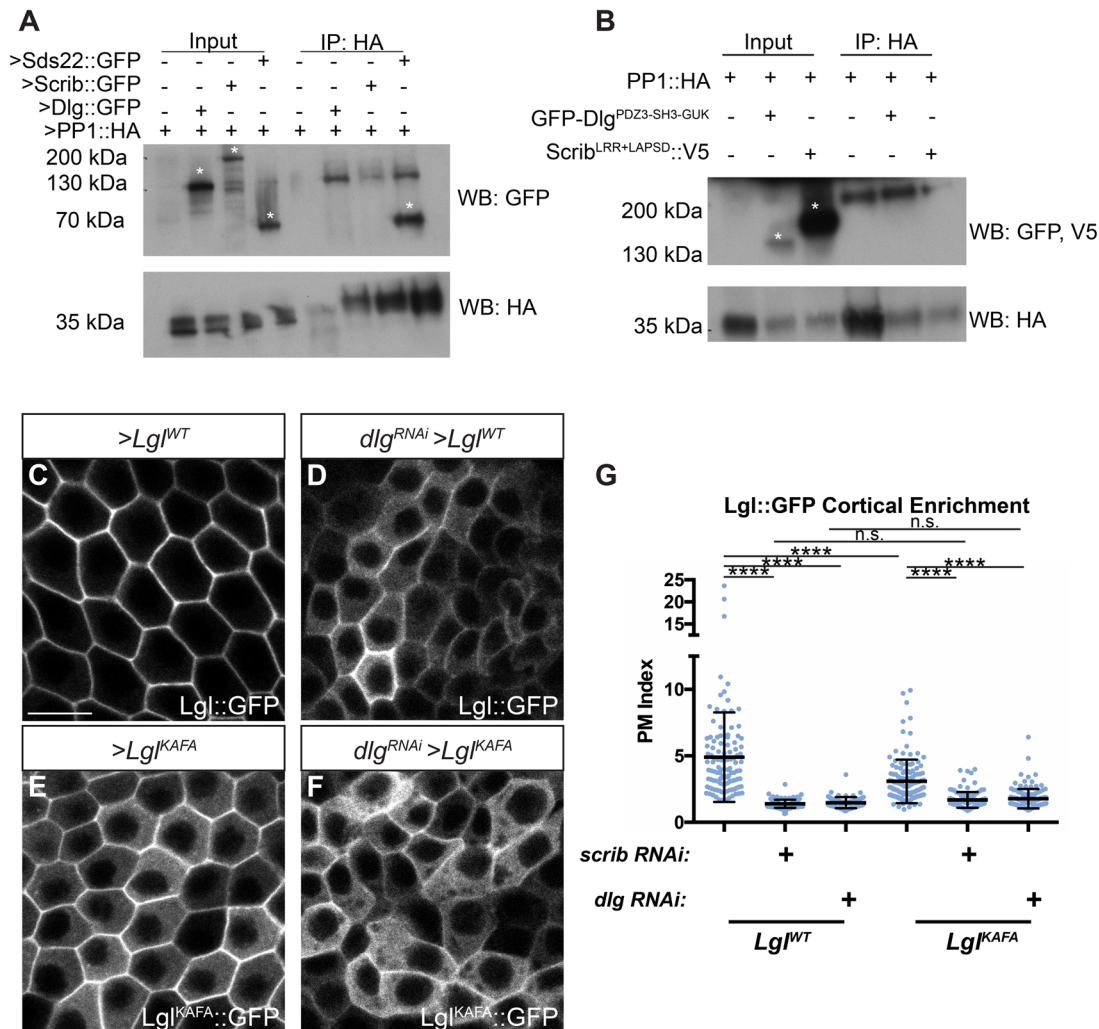 A
Input IP: HA
>Sds22::GFP - - - + - - - +
>Scrib::GFP - - + - - - + -
>Dlg::GFP - + - - - + - -
>PP1::HA + + + + + + + +
200 kDa
130 kDa
70 kDa
* * * *
WB: GFP
35 kDa
WB: HA
B
Input IP: HA
PP1::HA + + + + + +
GFP-Dlg^PDZ3-SH3-GUK - + - - + -
Scrib^LRR+LAPSD::V5 - - + - - +
200 kDa
130 kDa
* *
WB: GFP, V5
35 kDa
WB: HA
>Lgl^WT
C
Lgl::GFP
dlg^RNAi >Lgl^WT
D
Lgl::GFP
>Lgl^KAFA
E
Lgl^KAFA::GFP
dlg^RNAi >Lgl^KAFA
F
Lgl^KAFA::GFP
G
Lgl::GFP Cortical Enrichment
n.s.
n.s.
****
**** ****
**** ****
25
20
15
10
5
0
PM Index
scrib RNAi: + +
dlg RNAi: + +
Lgl^WT Lgl^KAFA